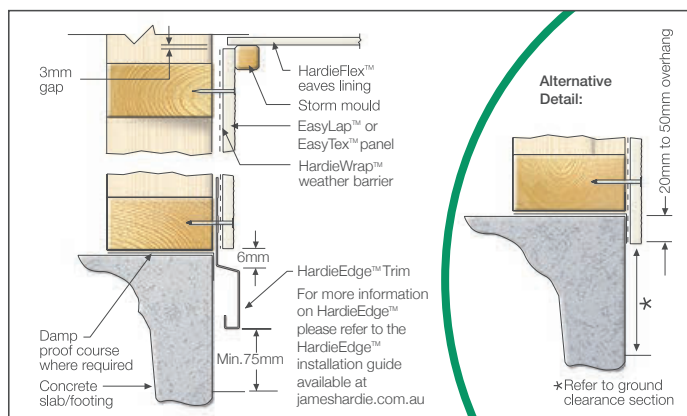 3mm
gap
HardieFlex™
eaves lining
Storm mould
EasyLap™ or
EasyTex™ panel
HardieWrap™
weather barrier
6mm
HardieEdge™ Trim
For more information
on HardieEdge™
please refer to the
HardieEdge™
installation guide
available at
jameshardie.com.au
Min.75mm
Damp
proof course
where required
Concrete
slab/footing
Alternative
Detail:
20mm to 50mm overhang
*
*Refer to ground
clearance section